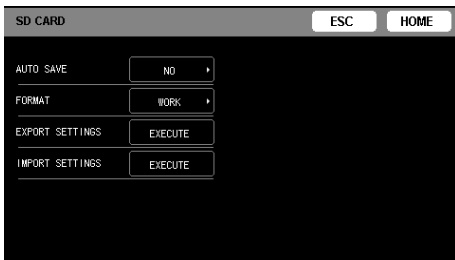 SD CARD ESC HOME
AUTO SAVE NO
FORMAT WORK
EXPORT SETTINGS EXECUTE
IMPORT SETTINGS EXECUTE